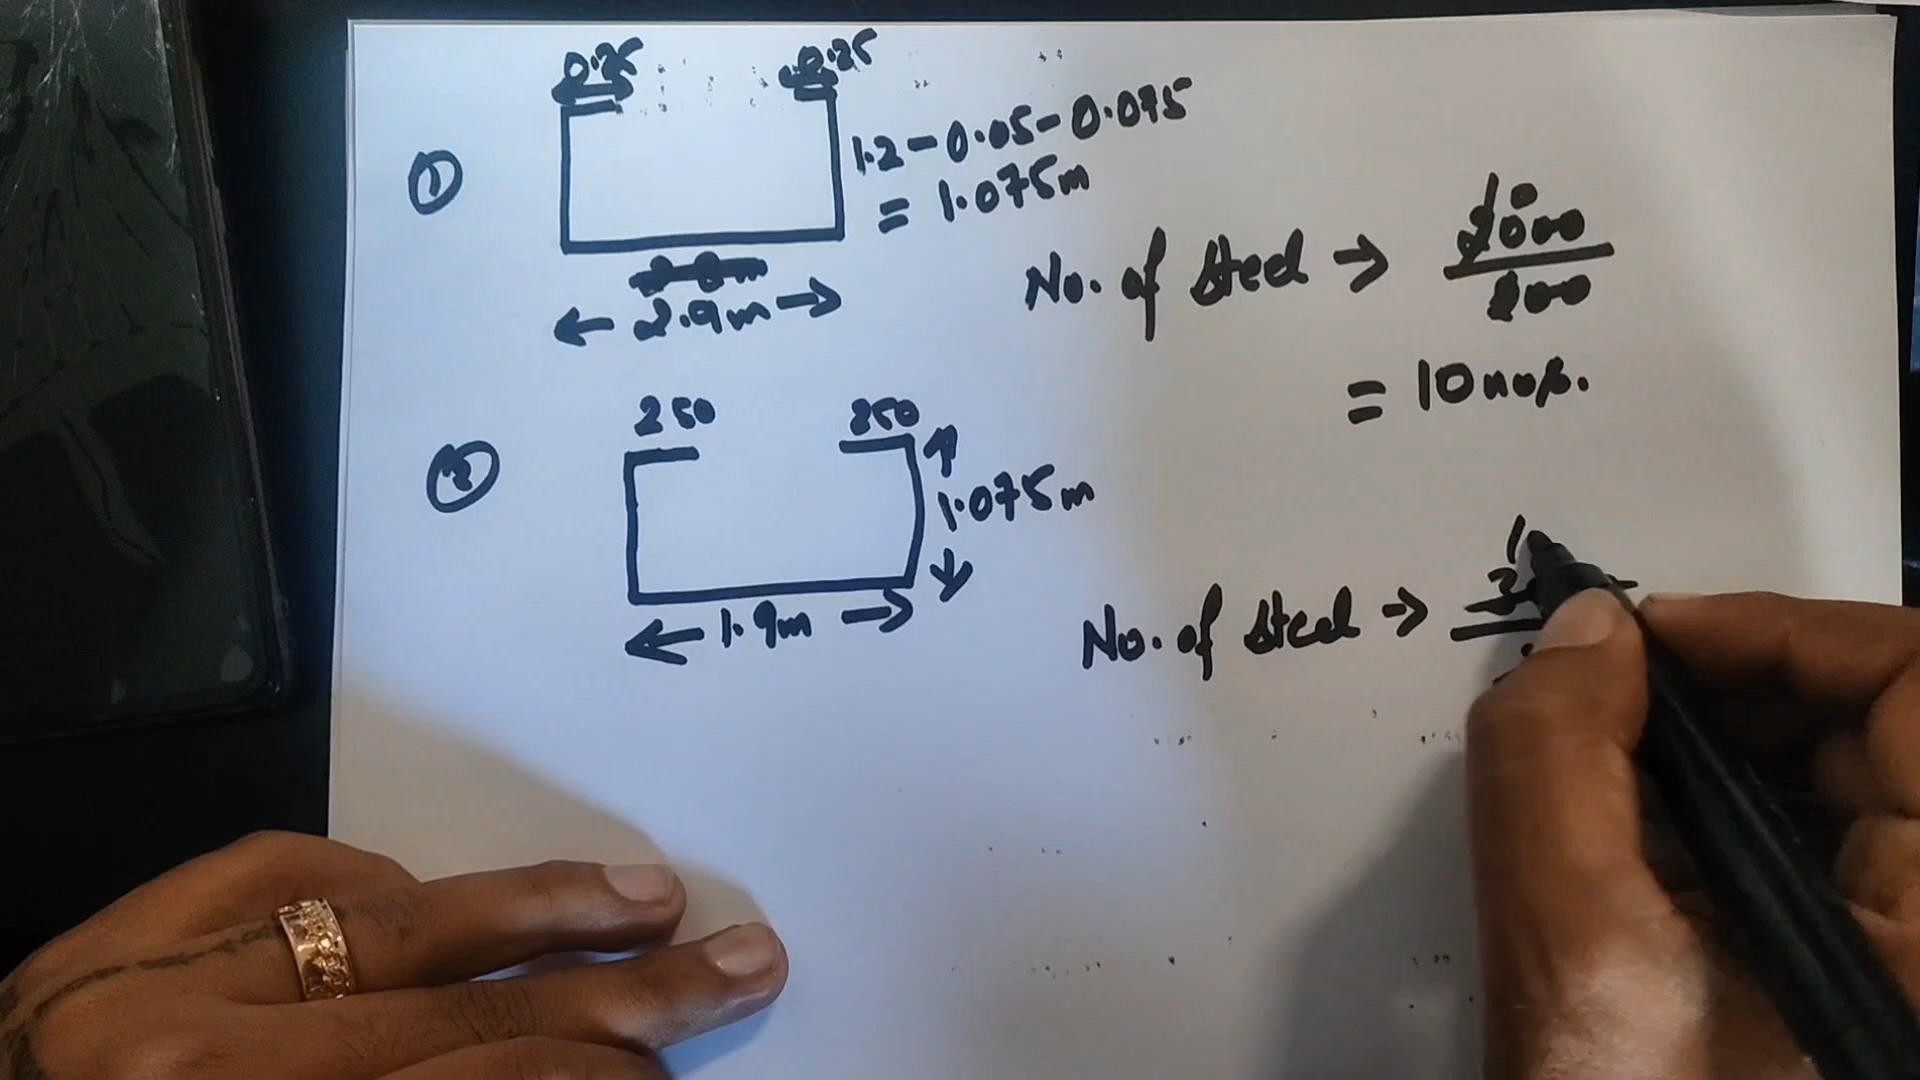 0.25 0.25
1.2-0.05-0.075
① = 1.075m
2.9m
No. of Steel → 2000/200
= 10 nos.
② 250 250
1.075m
1.9m
No. of Steel →